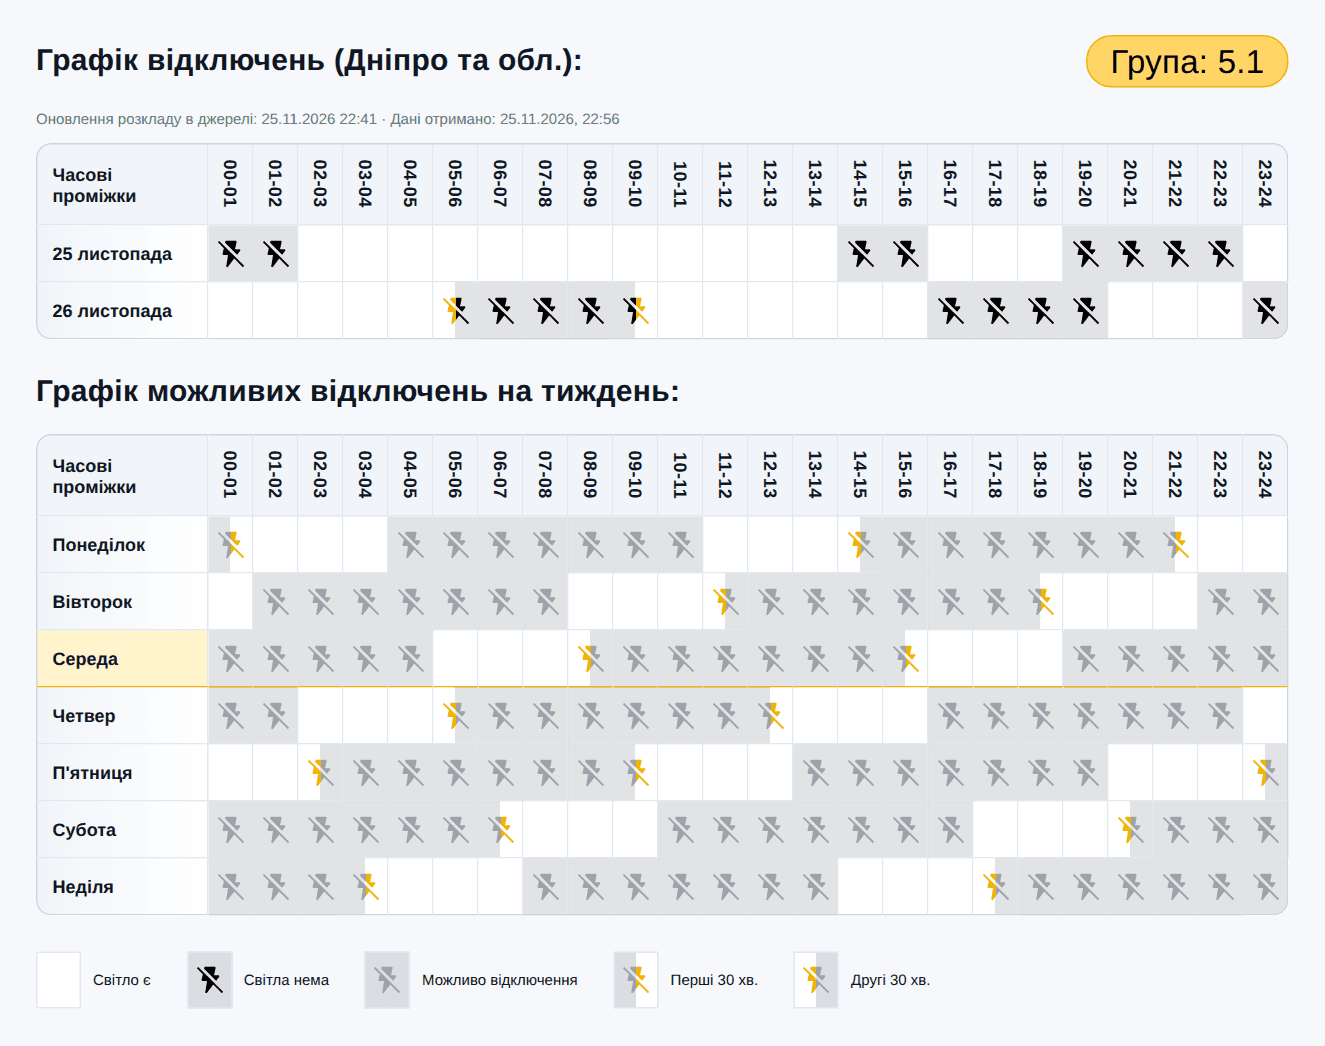 Графік відключень (Дніпро та обл.):
Група: 5.1
Оновлення розкладу в джерелі: 25.11.2026 22:41 · Дані отримано: 25.11.2026, 22:56
Часові проміжки 00-01 01-02 02-03 03-04 04-05 05-06 06-07 07-08 08-09 09-10 10-11 11-12 12-13 13-14 14-15 15-16 16-17 17-18 18-19 19-20 20-21 21-22 22-23 23-24
25 листопада
26 листопада
Графік можливих відключень на тиждень:
Часові проміжки 00-01 01-02 02-03 03-04 04-05 05-06 06-07 07-08 08-09 09-10 10-11 11-12 12-13 13-14 14-15 15-16 16-17 17-18 18-19 19-20 20-21 21-22 22-23 23-24
Понеділок
Вівторок
Середа
Четвер
П'ятниця
Субота
Неділя
Світло є Світла нема Можливо відключення Перші 30 хв. Другі 30 хв.